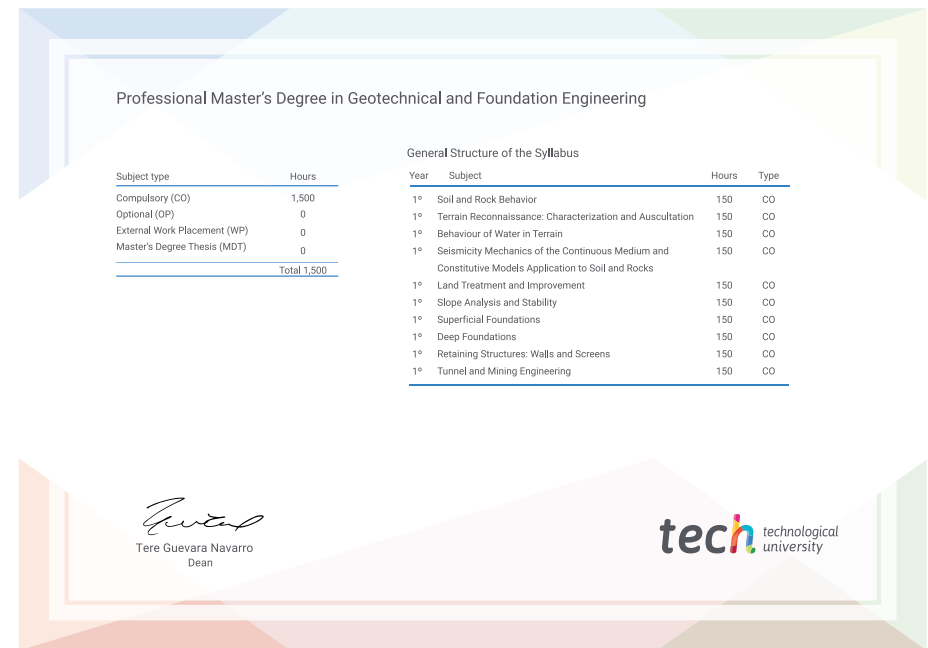 Professional Master's Degree in Geotechnical and Foundation Engineering
Subject type Hours
Compulsory (CO) 1,500
Optional (OP) 0
External Work Placement (WP) 0
Master's Degree Thesis (MDT) 0
Total 1,500
General Structure of the Syllabus
Year Subject Hours Type
1º Soil and Rock Behavior 150 CO
1º Terrain Reconnaissance: Characterization and Auscultation 150 CO
1º Behaviour of Water in Terrain 150 CO
1º Seismicity Mechanics of the Continuous Medium and 150 CO
Constitutive Models Application to Soil and Rocks
1º Land Treatment and Improvement 150 CO
1º Slope Analysis and Stability 150 CO
1º Superficial Foundations 150 CO
1º Deep Foundations 150 CO
1º Retaining Structures: Walls and Screens 150 CO
1º Tunnel and Mining Engineering 150 CO
Tere Guevara Navarro
Dean
tech technological
university